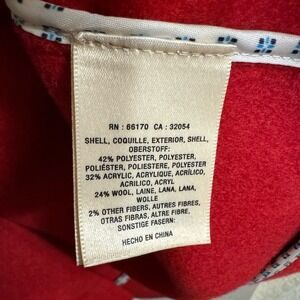 RN : 66170 CA : 32054
SHELL, COQUILLE, EXTERIOR, SHELL,
OBERSTOFF:
42% POLYESTER, POLYESTER,
POLIÉSTER, POLIESTERE, POLYESTER
32% ACRYLIC, ACRYLIQUE, ACRÍLICO,
ACRILICO, ACRYL
24% WOOL, LAINE, LANA, LANA,
WOLLE
2% OTHER FIBERS, AUTRES FIBRES,
OTRAS FIBRAS, ALTRE FIBRE,
SONSTIGE FASERN:
HECHO EN CHINA